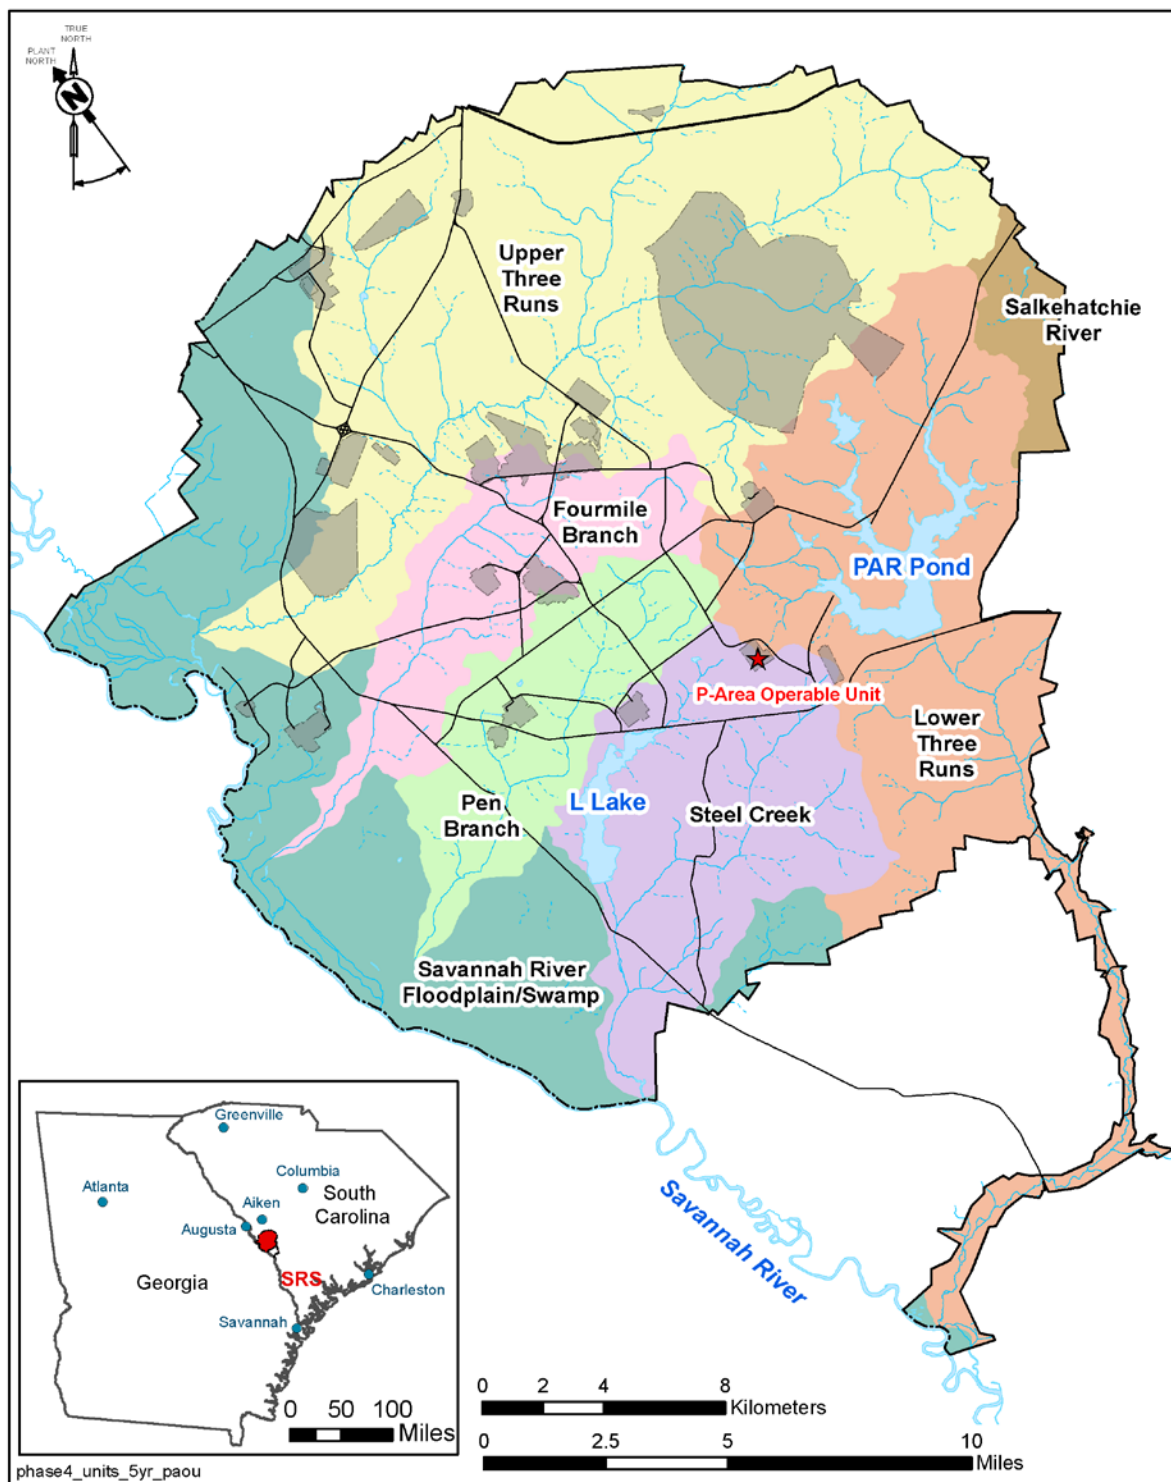 TRUE
NORTH
PLANT
NORTH
N
Upper
Three
Runs
Salkehatchie
River
Fourmile
Branch
PAR Pond
P-Area Operable Unit
Lower
Three
Runs
Pen
Branch
L Lake
Steel Creek
Savannah River
Floodplain/Swamp
Savannah River
Greenville
Columbia
Atlanta
South
Carolina
Aiken
Augusta
SRS
Georgia
Charleston
Savannah
0 50 100
Miles
0 2 4 8
Kilometers
0 2.5 5 10
Miles
phase4_units_5yr_paou